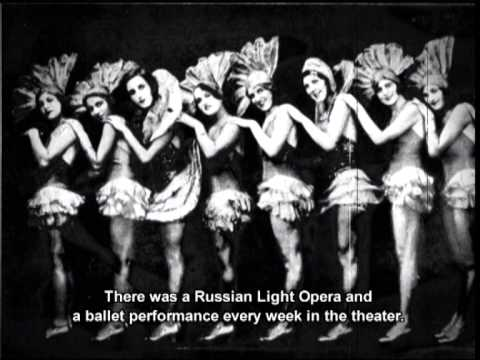 There was a Russian Light Opera and
a ballet performance every week in the theater.